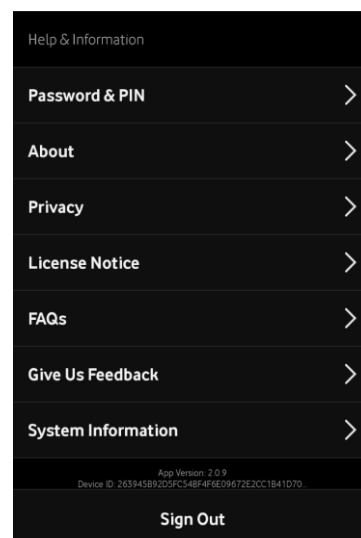 Help & Information
Password & PIN
About
Privacy
License Notice
FAQs
Give Us Feedback
System Information
App Version: 2.0.9
Device ID: 263945B92D5FC54BF4F6E09672E2CC1B41D70..
Sign Out